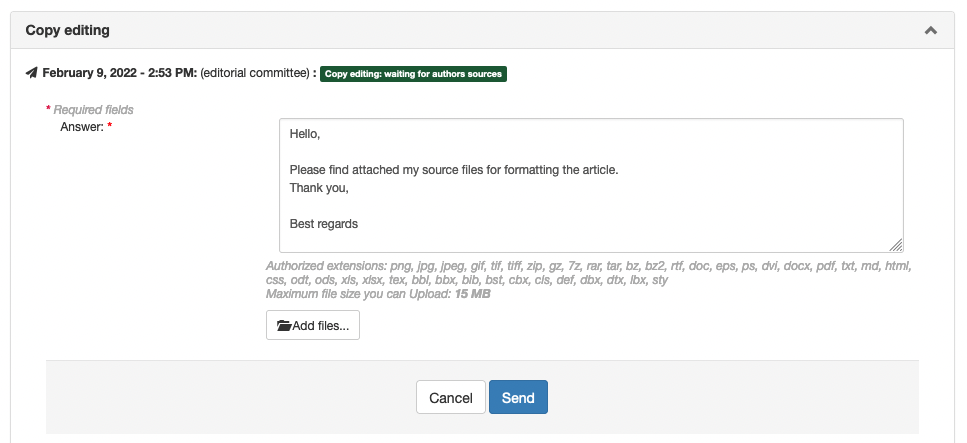 Copy editing
February 9, 2022 - 2:53 PM: (editorial committee) : Copy editing: waiting for authors sources
* Required fields
Answer: *
Hello,
Please find attached my source files for formatting the article.
Thank you,
Best regards
Authorized extensions: png, jpg, jpeg, gif, tif, tiff, zip, gz, 7z, rar, tar, bz, bz2, rtf, doc, eps, ps, dvi, docx, pdf, txt, md, html,
css, odt, ods, xls, xlsx, tex, bbl, bbx, bib, bst, cbx, cls, def, dbx, dtx, lbx, sty
Maximum file size you can Upload: 15 MB
Add files...
Cancel Send